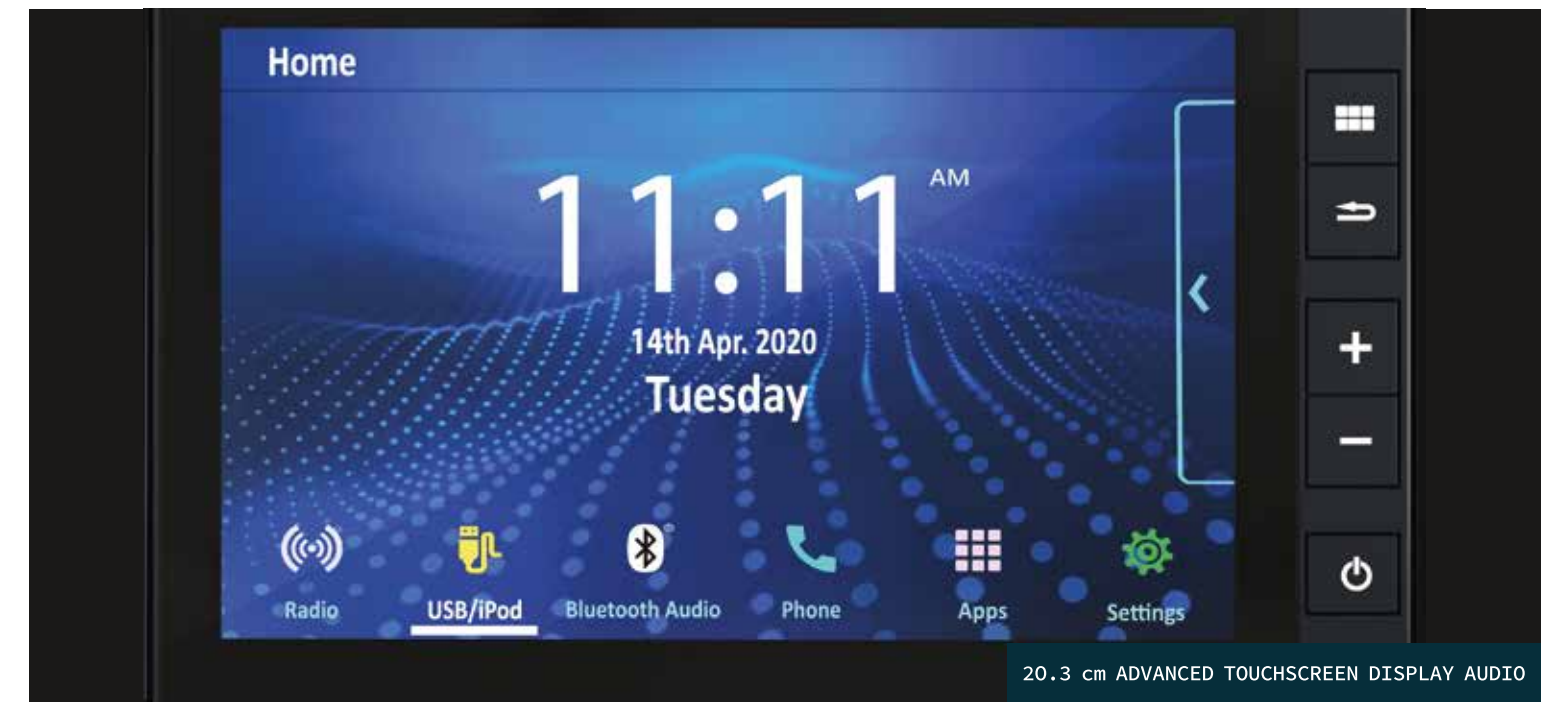 Home
11:11 AM
14th Apr. 2020
Tuesday
Radio USB/iPod Bluetooth Audio Phone Apps Settings
20.3 cm ADVANCED TOUCHSCREEN DISPLAY AUDIO